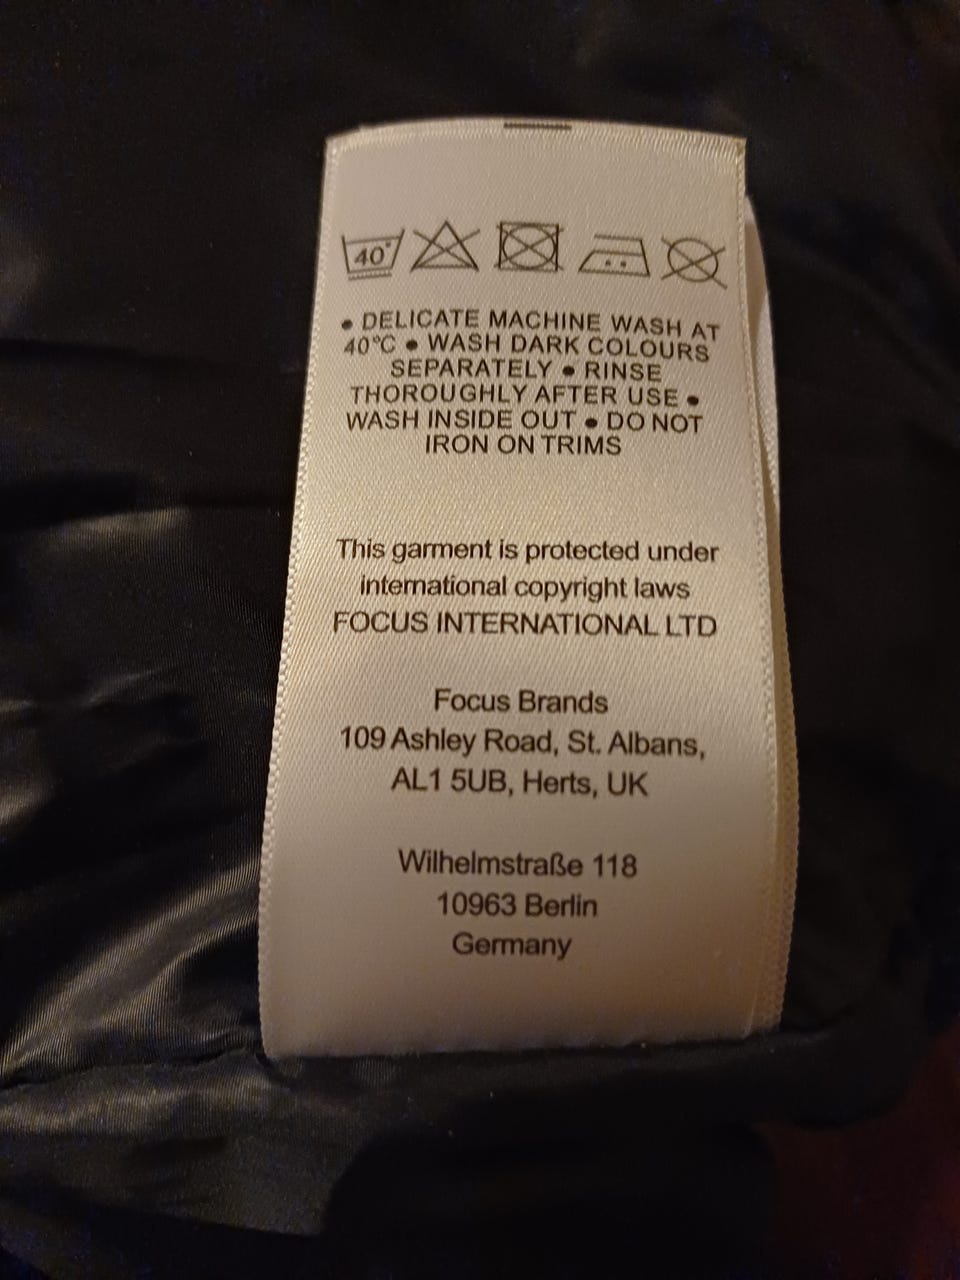 40°
• DELICATE MACHINE WASH AT
40°C • WASH DARK COLOURS
SEPARATELY • RINSE
THOROUGHLY AFTER USE •
WASH INSIDE OUT • DO NOT
IRON ON TRIMS
This garment is protected under
international copyright laws
FOCUS INTERNATIONAL LTD
Focus Brands
109 Ashley Road, St. Albans,
AL1 5UB, Herts, UK
Wilhelmstraße 118
10963 Berlin
Germany